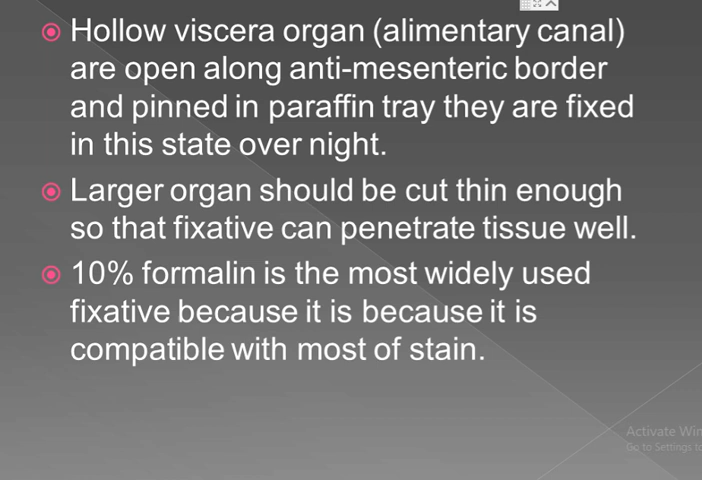 Hollow viscera organ (alimentary canal)
are open along anti-mesenteric border
and pinned in paraffin tray they are fixed
in this state over night.
Larger organ should be cut thin enough
so that fixative can penetrate tissue well.
10% formalin is the most widely used
fixative because it is because it is
compatible with most of stain.
Activate Win
Go to Settings to